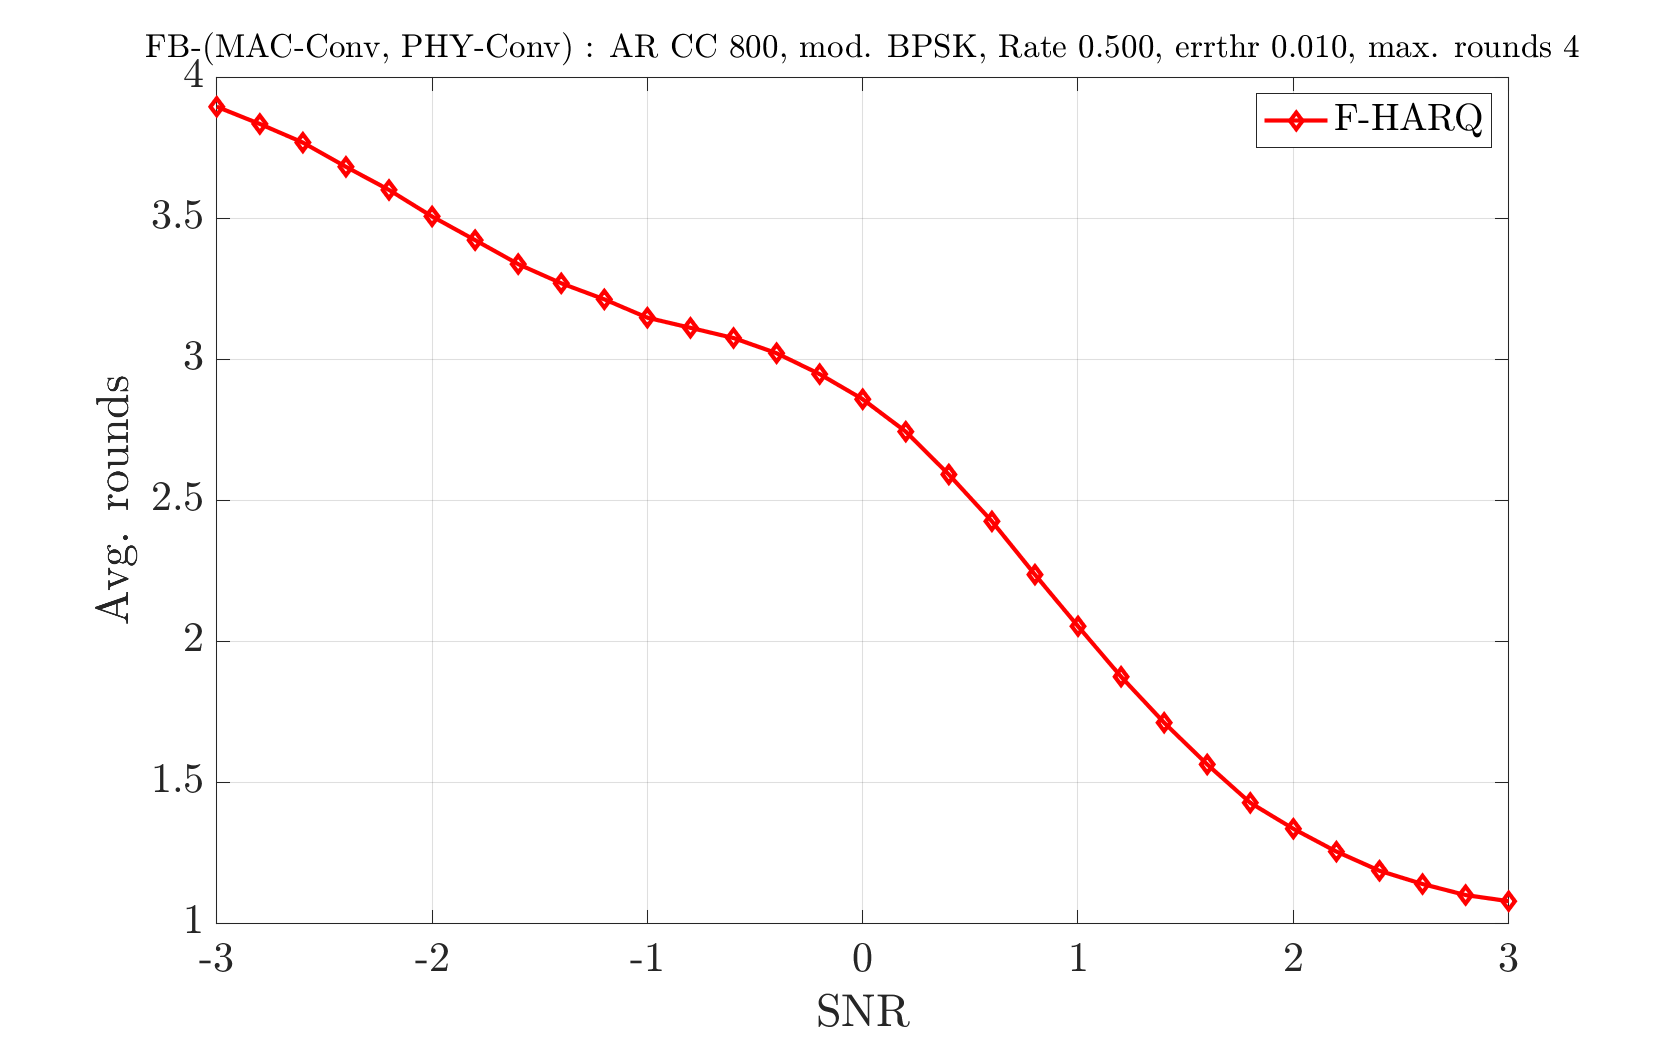 FB-(MAC-Conv, PHY-Conv) : AR CC 800, mod. BPSK, Rate 0.500, errthr 0.010, max. rounds 4
F-HARQ
4
3.5
3
2.5
2
1.5
1
Avg. rounds
-3 -2 -1 0 1 2 3
SNR